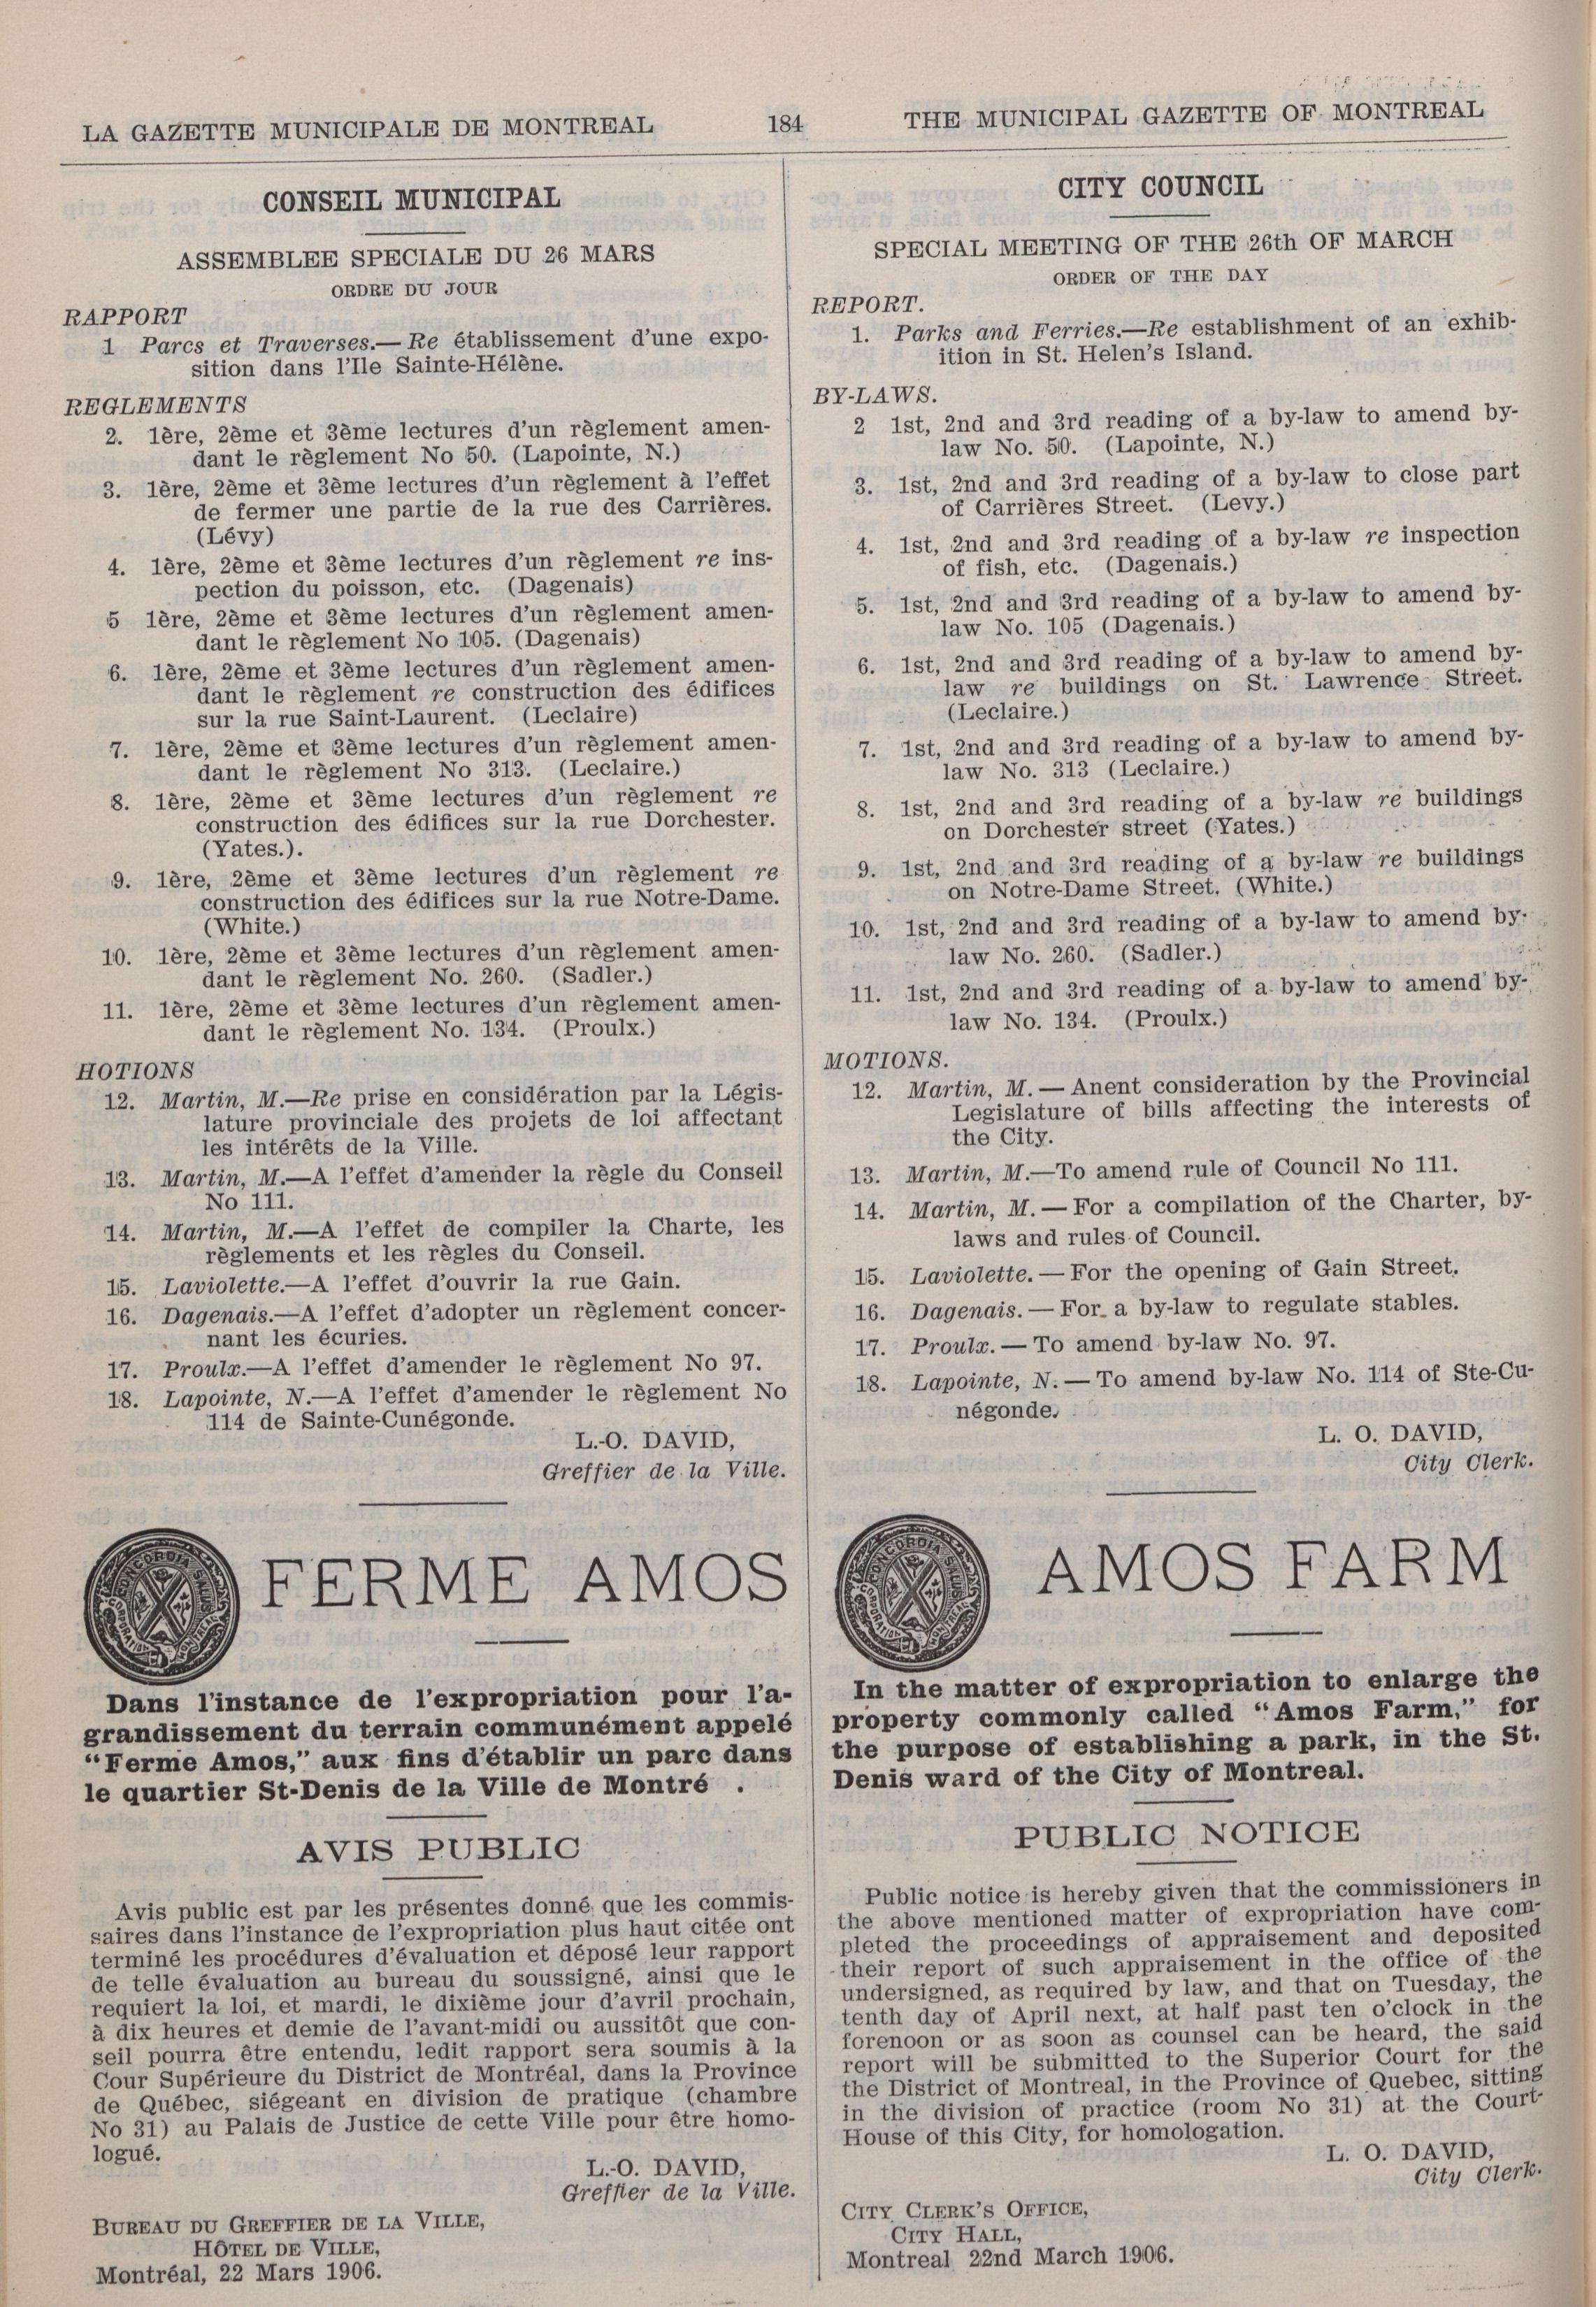 LA GAZETTE MUNICIPALE DE MONTREAL 184 THE MUNICIPAL GAZETTE OF MONTREAL
CONSEIL MUNICIPAL
ASSEMBLEE SPECIALE DU 26 MARS
ORDRE DU JOUR
RAPPORT
1 Parcs et Traverses.—Re établissement d'une expo-
sition dans l'Ile Sainte-Hélène.
REGLEMENTS
2. 1ère, 2ème et 3ème lectures d'un règlement amen-
dant le règlement No 50. (Lapointe, N.)
3. 1ère, 2ème et 3ème lectures d'un règlement à l'effet
de fermer une partie de la rue des Carrières.
(Lévy)
4. 1ère, 2ème et 3ème lectures d'un règlement re ins-
pection du poisson, etc. (Dagenais)
5 1ère, 2ème et 3ème lectures d'un règlement amen-
dant le règlement No 105. (Dagenais)
6. 1ère, 2ème et 3ème lectures d'un règlement amen-
dant le règlement re construction des édifices
sur la rue Saint-Laurent. (Leclaire)
7. 1ère, 2ème et 3ème lectures d'un règlement amen-
dant le règlement No 313. (Leclaire.)
8. 1ère, 2ème et 3ème lectures d'un règlement re
construction des édifices sur la rue Dorchester.
(Yates.).
9. 1ère, 2ème et 3ème lectures d'un règlement re
construction des édifices sur la rue Notre-Dame.
(White.)
10. 1ère, 2ème et 3ème lectures d'un règlement amen-
dant le règlement No. 260. (Sadler.)
11. 1ère, 2ème et 3ème lectures d'un règlement amen-
dant le règlement No. 134. (Proulx.)
HOTIONS
12. Martin, M.—Re prise en considération par la Légis-
lature provinciale des projets de loi affectant
les intérêts de la Ville.
13. Martin, M.—A l'effet d'amender la règle du Conseil
No 111.
14. Martin, M.—A l'effet de compiler la Charte, les
règlements et les règles du Conseil.
15. Laviolette.—A l'effet d'ouvrir la rue Gain.
16. Dagenais.—A l'effet d'adopter un règlement concer-
nant les écuries.
17. Proulx.—A l'effet d'amender le règlement No 97.
18. Lapointe, N.—A l'effet d'amender le règlement No
114 de Sainte-Cunégonde.
L.-O. DAVID,
Greffier de la Ville.
CONCORDIA SALUS
CORPORATION MONTREAL
FERME AMOS
Dans l'instance de l'expropriation pour l'a-
grandissement du terrain communément appelé
"Ferme Amos," aux fins d'établir un parc dans
le quartier St-Denis de la Ville de Montré .
AVIS PUBLIC
Avis public est par les présentes donné que les commis-
saires dans l'instance de l'expropriation plus haut citée ont
terminé les procédures d'évaluation et déposé leur rapport
de telle évaluation au bureau du soussigné, ainsi que le
requiert la loi, et mardi, le dixième jour d'avril prochain,
à dix heures et demie de l'avant-midi ou aussitôt que con-
seil pourra être entendu, ledit rapport sera soumis à la
Cour Supérieure du District de Montréal, dans la Province
de Québec, siégeant en division de pratique (chambre
No 31) au Palais de Justice de cette Ville pour être homo-
logué.
L.-O. DAVID,
Greffier de la Ville.
BUREAU DU GREFFIER DE LA VILLE,
HÔTEL DE VILLE,
Montréal, 22 Mars 1906.
CITY COUNCIL
SPECIAL MEETING OF THE 26th OF MARCH
ORDER OF THE DAY
REPORT.
1. Parks and Ferries.—Re establishment of an exhib-
ition in St. Helen's Island.
BY-LAWS.
2 1st, 2nd and 3rd reading of a by-law to amend by-
law No. 50. (Lapointe, N.)
3. 1st, 2nd and 3rd reading of a by-law to close part
of Carrières Street. (Levy.)
4. 1st, 2nd and 3rd reading of a by-law re inspection
of fish, etc. (Dagenais.)
5. 1st, 2nd and 3rd reading of a by-law to amend by-
law No. 105 (Dagenais.)
6. 1st, 2nd and 3rd reading of a by-law to amend by-
law re buildings on St. Lawrence Street.
(Leclaire.)
7. 1st, 2nd and 3rd reading of a by-law to amend by-
law No. 313 (Leclaire.)
8. 1st, 2nd and 3rd reading of a by-law re buildings
on Dorchester street (Yates.)
9. 1st, 2nd and 3rd reading of a by-law re buildings
on Notre-Dame Street. (White.)
10. 1st, 2nd and 3rd reading of a by-law to amend by-
law No. 260. (Sadler.)
11. 1st, 2nd and 3rd reading of a by-law to amend by-
law No. 134. (Proulx.)
MOTIONS.
12. Martin, M. — Anent consideration by the Provincial
Legislature of bills affecting the interests of
the City.
13. Martin, M.—To amend rule of Council No 111.
14. Martin, M. — For a compilation of the Charter, by-
laws and rules of Council.
15. Laviolette. — For the opening of Gain Street.
16. Dagenais. — For a by-law to regulate stables.
17. Proulx. — To amend by-law No. 97.
18. Lapointe, N. — To amend by-law No. 114 of Ste-Cu-
négonde.
L. O. DAVID,
City Clerk.
CONCORDIA SALUS
CORPORATION MONTREAL
AMOS FARM
In the matter of expropriation to enlarge the
property commonly called "Amos Farm," for
the purpose of establishing a park, in the St.
Denis ward of the City of Montreal.
PUBLIC NOTICE
Public notice is hereby given that the commissioners in
the above mentioned matter of expropriation have com-
pleted the proceedings of appraisement and deposited
their report of such appraisement in the office of the
undersigned, as required by law, and that on Tuesday, the
tenth day of April next, at half past ten o'clock in the
forenoon or as soon as counsel can be heard, the said
report will be submitted to the Superior Court for the
the District of Montreal, in the Province of Quebec, sitting
in the division of practice (room No 31) at the Court-
House of this City, for homologation.
L. O. DAVID,
City Clerk.
CITY CLERK'S OFFICE,
CITY HALL,
Montreal 22nd March 1906.